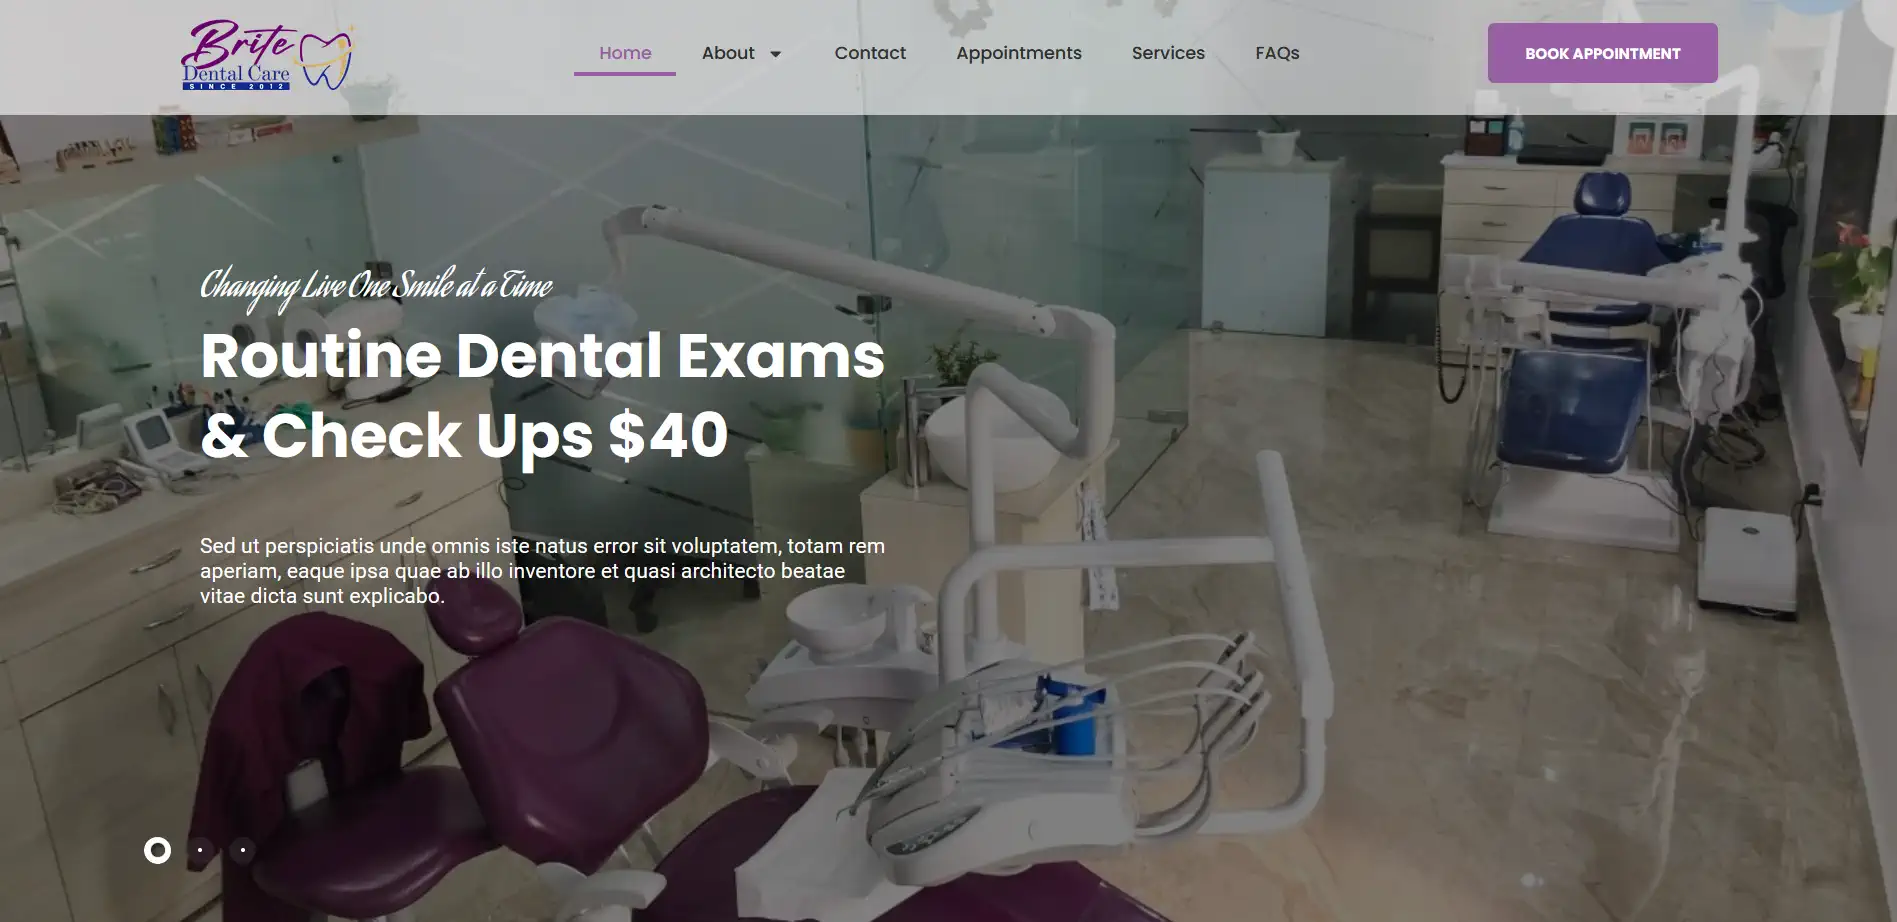 Brite
Dental Care
SINCE 2012
Home
About
Contact
Appointments
Services
FAQs
BOOK APPOINTMENT
Changing Live One Smile at a Time
Routine Dental Exams
& Check Ups $40
Sed ut perspiciatis unde omnis iste natus error sit voluptatem, totam rem
aperiam, eaque ipsa quae ab illo inventore et quasi architecto beatae
vitae dicta sunt explicabo.